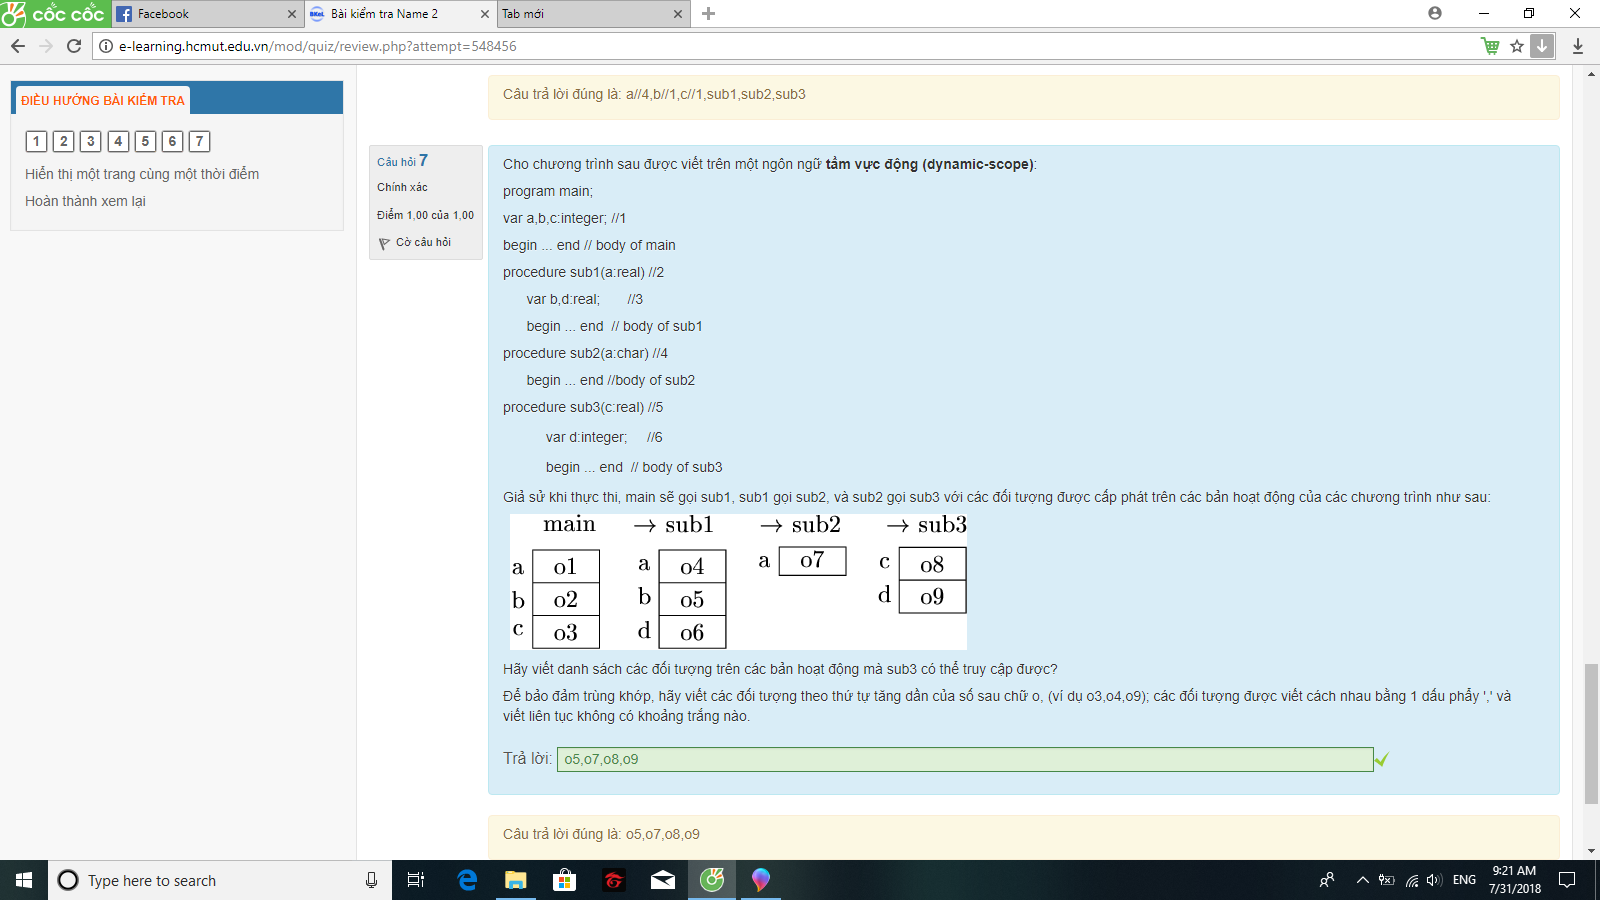 cốc cốc
Facebook
Bài kiểm tra Name 2
Tab mới
e-learning.hcmut.edu.vn/mod/quiz/review.php?attempt=548456
ĐIỀU HƯỚNG BÀI KIỂM TRA
1 2 3 4 5 6 7
Hiển thị một trang cùng một thời điểm
Hoàn thành xem lại
Câu trả lời đúng là: a//4,b//1,c//1,sub1,sub2,sub3
Câu hỏi 7
Chính xác
Điểm 1,00 của 1,00
Cờ câu hỏi
Cho chương trình sau được viết trên một ngôn ngữ tầm vực động (dynamic-scope):
program main;
var a,b,c:integer; //1
begin ... end // body of main
procedure sub1(a:real) //2
var b,d:real; //3
begin ... end // body of sub1
procedure sub2(a:char) //4
begin ... end //body of sub2
procedure sub3(c:real) //5
var d:integer; //6
begin ... end // body of sub3
Giả sử khi thực thi, main sẽ gọi sub1, sub1 gọi sub2, và sub2 gọi sub3 với các đối tượng được cấp phát trên các bản hoạt động của các chương trình như sau:
main → sub1 → sub2 → sub3
a o1 a o4 a o7 c o8
b o2 b o5 d o9
c o3 d o6
Hãy viết danh sách các đối tượng trên các bản hoạt động mà sub3 có thể truy cập được?
Để bảo đảm trùng khớp, hãy viết các đối tượng theo thứ tự tăng dần của số sau chữ o, (ví dụ o3,o4,o9); các đối tượng được viết cách nhau bằng 1 dấu phẩy ',' và
viết liên tục không có khoảng trắng nào.
Trả lời: o5,o7,o8,o9
Câu trả lời đúng là: o5,o7,o8,o9
Type here to search
ENG
9:21 AM
7/31/2018